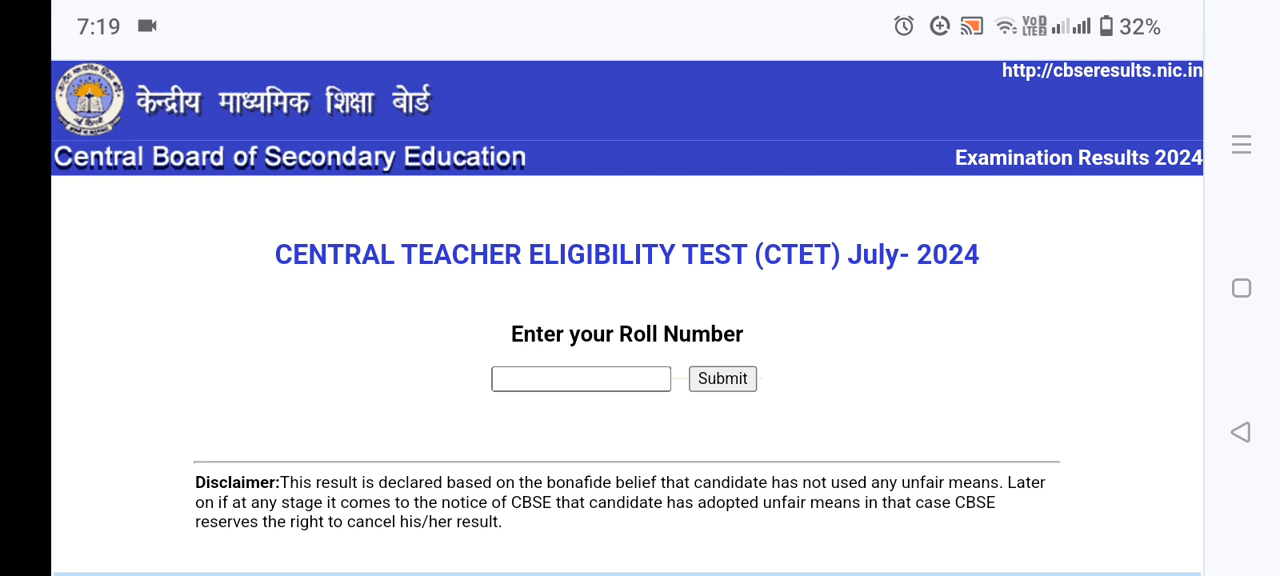 7:19
VoD LTE2 32%
http://cbseresults.nic.in
केन्द्रीय माध्यमिक शिक्षा बोर्ड
Central Board of Secondary Education
Examination Results 2024
CENTRAL TEACHER ELIGIBILITY TEST (CTET) July- 2024
Enter your Roll Number
Submit
Disclaimer:This result is declared based on the bonafide belief that candidate has not used any unfair means. Later
on if at any stage it comes to the notice of CBSE that candidate has adopted unfair means in that case CBSE
reserves the right to cancel his/her result.